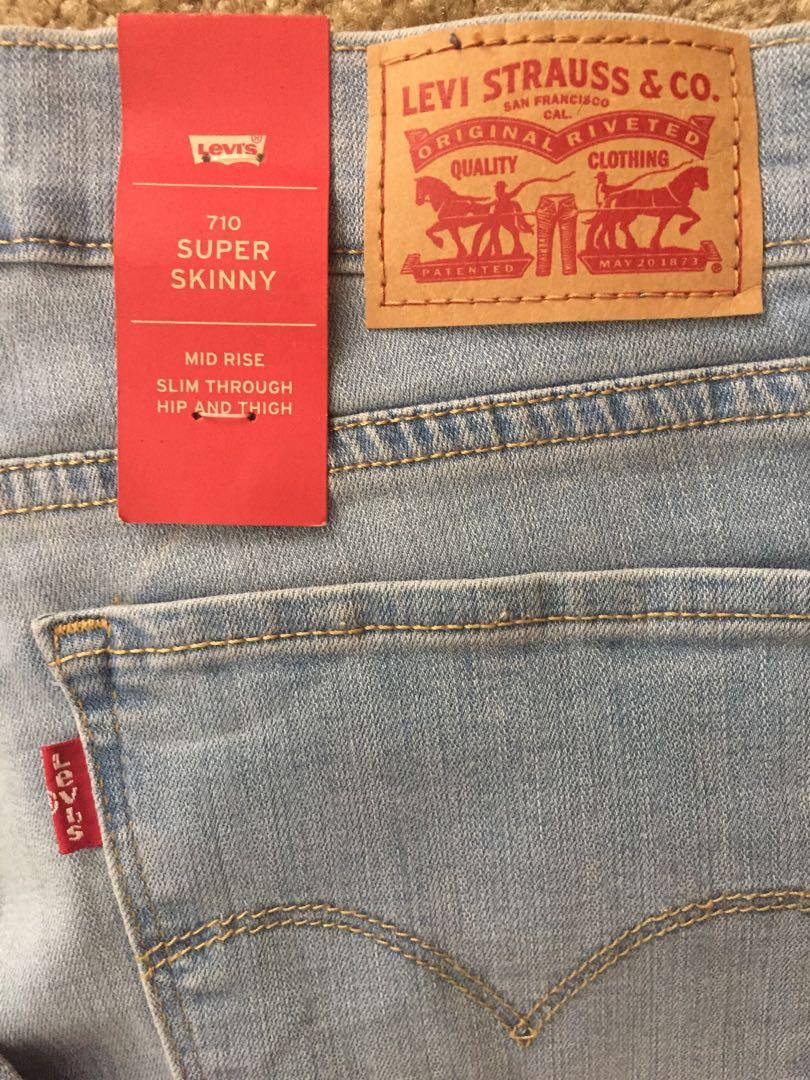 Levi's®
710
SUPER
SKINNY
MID RISE
SLIM THROUGH
HIP AND THIGH
LEVI STRAUSS & CO.
SAN FRANCISCO
CAL.
ORIGINAL RIVETED
QUALITY CLOTHING
PATENTED MAY 20 1873 ®
LEVI'S